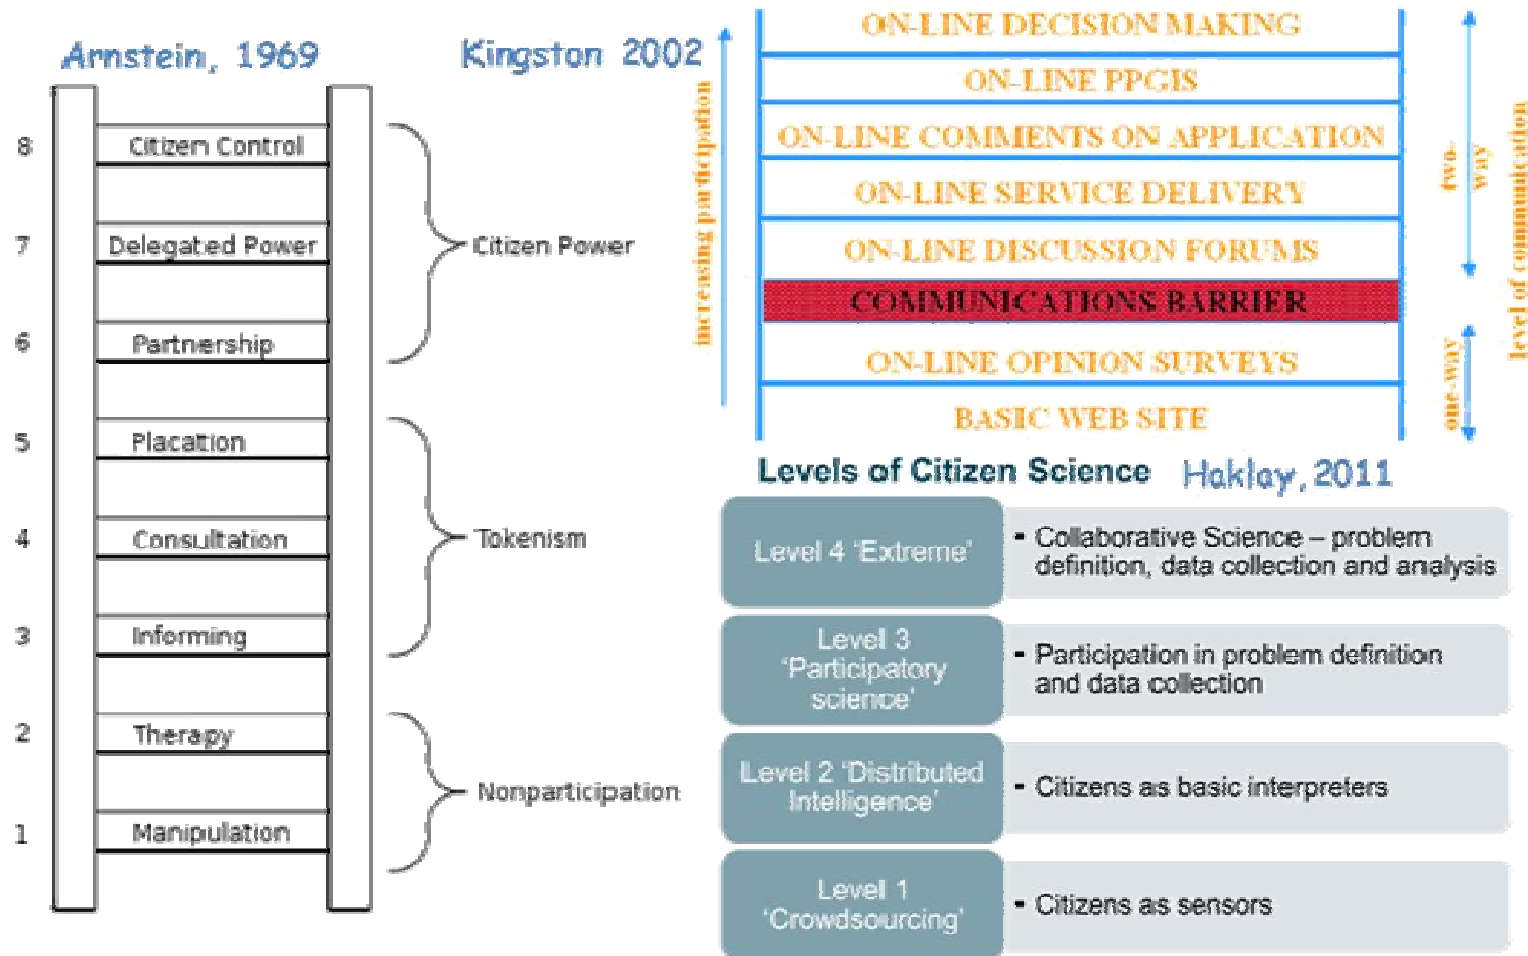 Arnstein, 1969
8
Citizen Control
7
Delegated Power
6
Partnership
Citizen Power
5
Placation
4
Consultation
3
Informing
Tokenism
2
Therapy
1
Manipulation
Nonparticipation
Kingston 2002
increasing participation
ON-LINE DECISION MAKING
ON-LINE PPGIS
ON-LINE COMMENTS ON APPLICATION
ON-LINE SERVICE DELIVERY
ON-LINE DISCUSSION FORUMS
COMMUNICATIONS BARRIER
ON-LINE OPINION SURVEYS
BASIC WEB SITE
two-
way
one-way
level of communication
Levels of Citizen Science
Haklay, 2011
Level 4 ‘Extreme’
- Collaborative Science – problem
definition, data collection and analysis
Level 3
‘Participatory
science’
- Participation in problem definition
and data collection
Level 2 ‘Distributed
Intelligence’
- Citizens as basic interpreters
Level 1
‘Crowdsourcing’
- Citizens as sensors